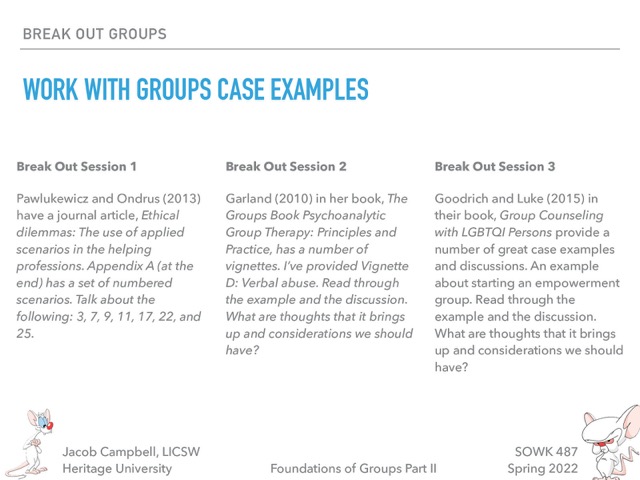 BREAK OUT GROUPS
WORK WITH GROUPS CASE EXAMPLES
Break Out Session 1
Pawlukewicz and Ondrus (2013)
have a journal article, Ethical
dilemmas: The use of applied
scenarios in the helping
professions. Appendix A (at the
end) has a set of numbered
scenarios. Talk about the
following: 3, 7, 9, 11, 17, 22, and
25.
Break Out Session 2
Garland (2010) in her book, The
Groups Book Psychoanalytic
Group Therapy: Principles and
Practice, has a number of
vignettes. I've provided Vignette
D: Verbal abuse. Read through
the example and the discussion.
What are thoughts that it brings
up and considerations we should
have?
Break Out Session 3
Goodrich and Luke (2015) in
their book, Group Counseling
with LGBTQI Persons provide a
number of great case examples
and discussions. An example
about starting an empowerment
group. Read through the
example and the discussion.
What are thoughts that it brings
up and considerations we should
have?
Jacob Campbell, LICSW
Heritage University
Foundations of Groups Part II
SOWK 487
Spring 2022